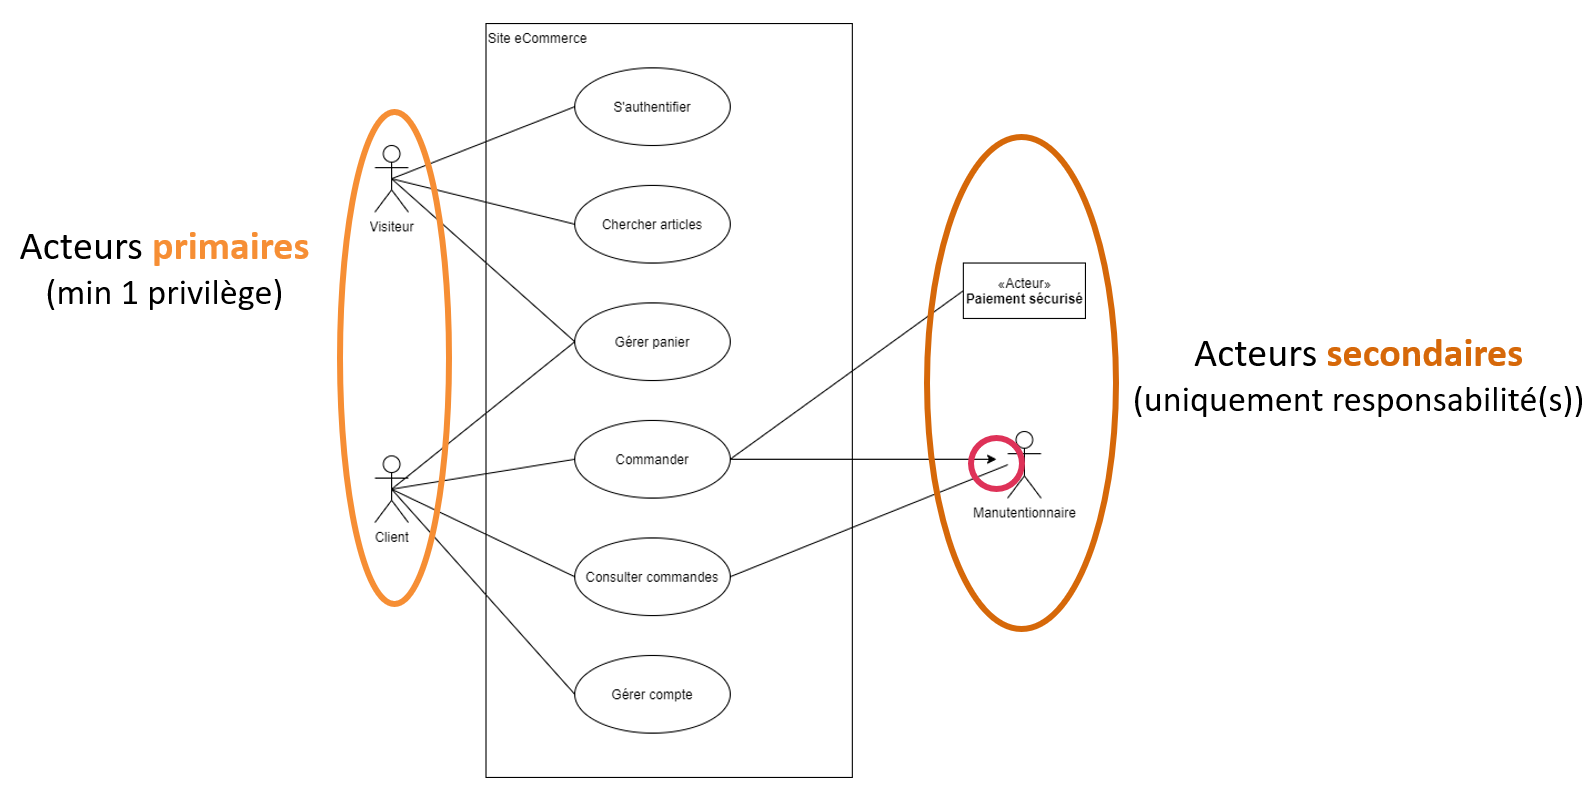 Site eCommerce
S'authentifier
Visiteur
Chercher articles
Acteurs primaires
(min 1 privilège)
«Acteur»
Paiement sécurisé
Gérer panier
Acteurs secondaires
(uniquement responsabilité(s))
Commander
Manutentionnaire
Client
Consulter commandes
Gérer compte